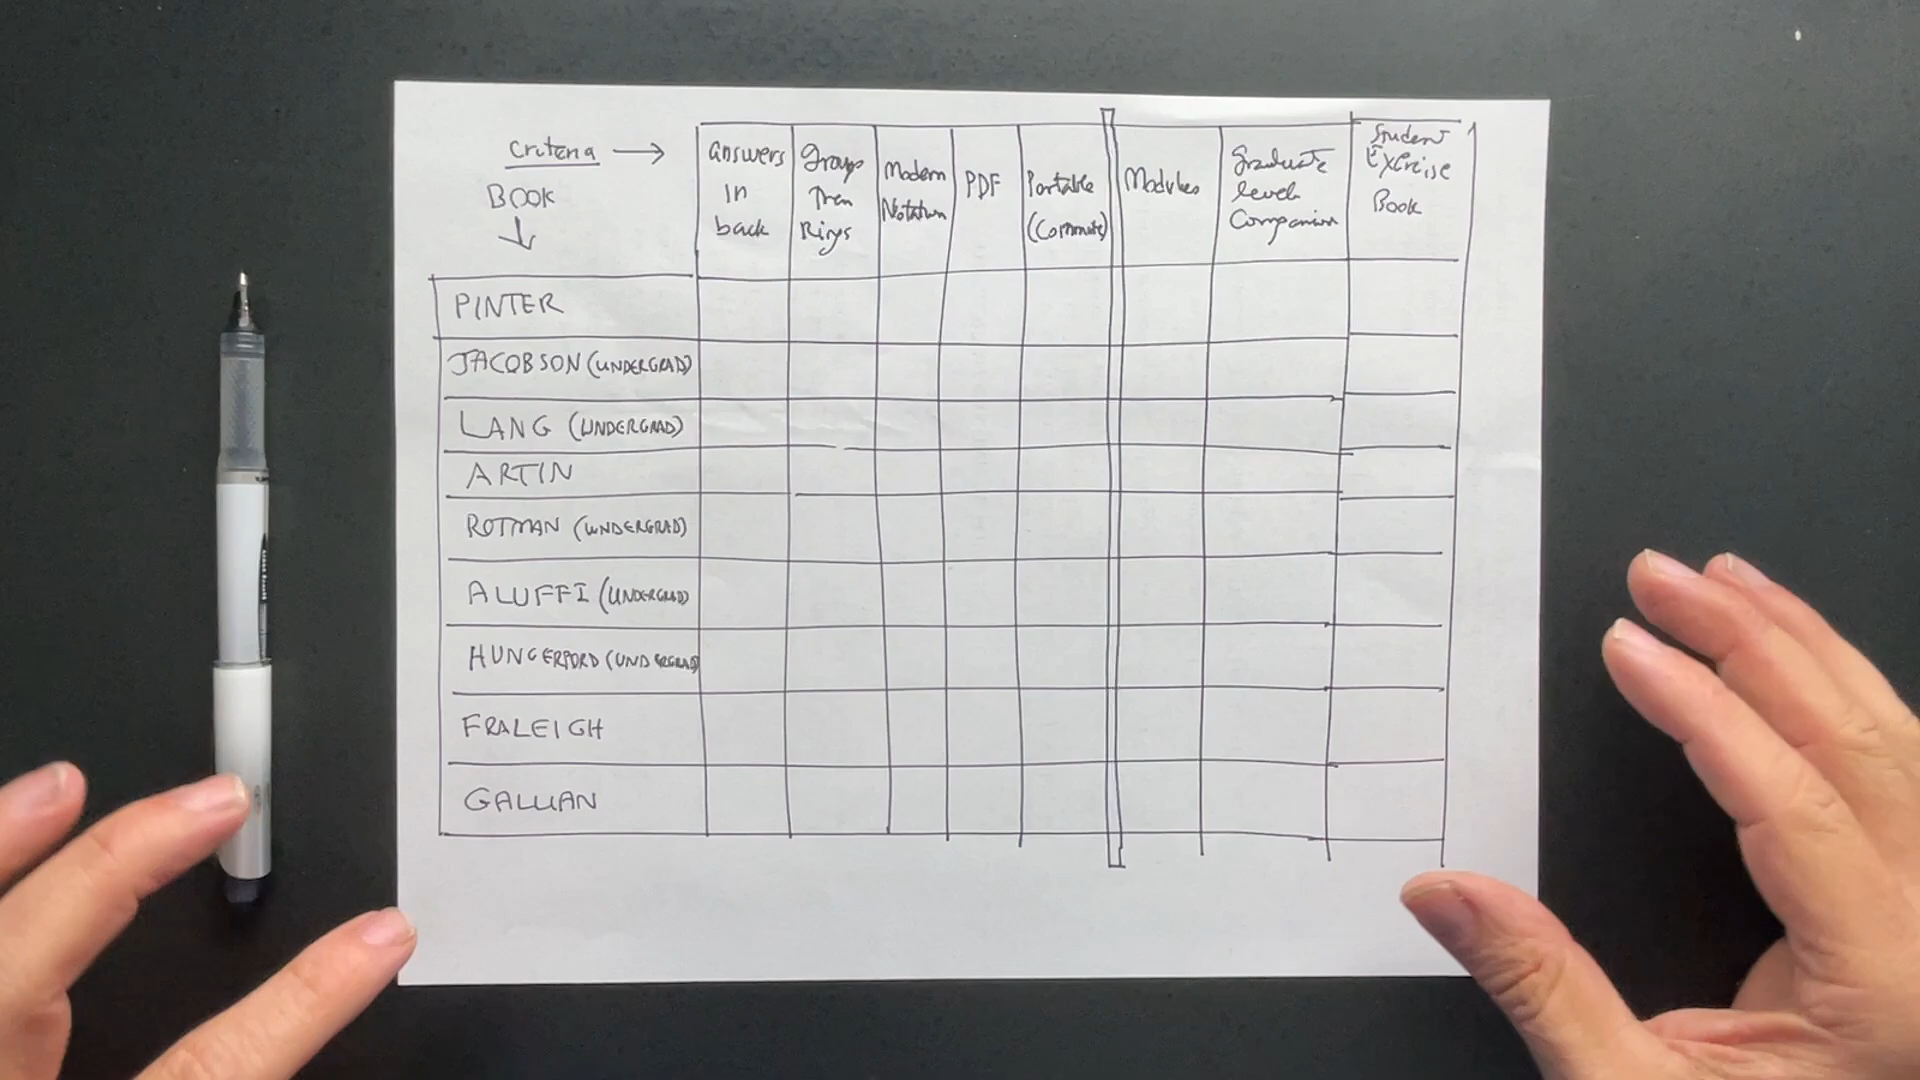 Criteria →
BOOK
↓
answers in back
Groups Then Rings
Modern Notation
PDF
Portable (Commute)
Modules
Graduate level Companion
Student Exercise Book
PINTER
JACOBSON (UNDERGRAD)
LANG (UNDERGRAD)
ARTIN
ROTMAN (UNDERGRAD)
ALUFFI (UNDERGRAD)
HUNGERFORD (UNDERGRAD)
FRALEIGH
GALLIAN